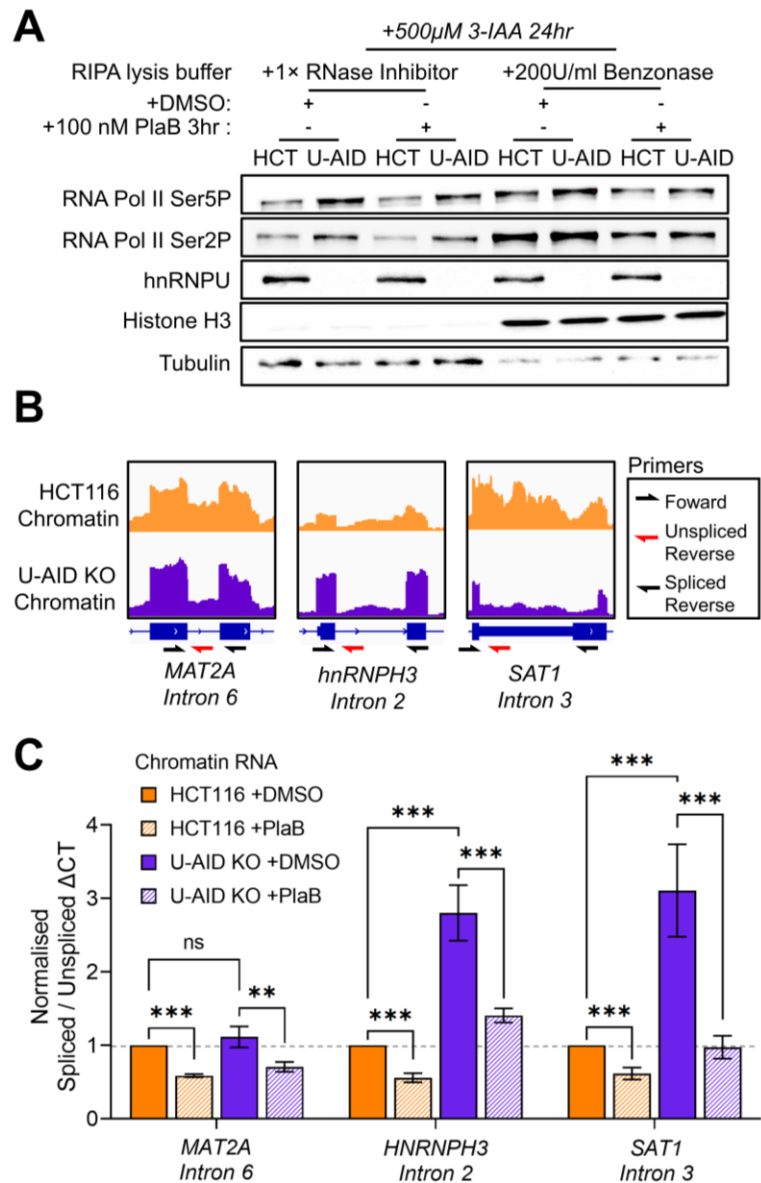 A
+500µM 3-IAA 24hr
RIPA lysis buffer +1× RNase Inhibitor +200U/ml Benzonase
+DMSO: + - + -
+100 nM PlaB 3hr : - + - +
HCT U-AID HCT U-AID HCT U-AID HCT U-AID
RNA Pol II Ser5P
RNA Pol II Ser2P
hnRNPU
Histone H3
Tubulin
B
HCT116
Chromatin
U-AID KO
Chromatin
Primers
Foward
Unspliced
Reverse
Spliced
Reverse
MAT2A
Intron 6
hnRNPH3
Intron 2
SAT1
Intron 3
C
Chromatin RNA
HCT116 +DMSO
HCT116 +PlaB
U-AID KO +DMSO
U-AID KO +PlaB
Normalised
Spliced / Unspliced ΔCT
4
3
2
1
0
ns
***
**
***
***
***
***
***
***
MAT2A
Intron 6
HNRNPH3
Intron 2
SAT1
Intron 3